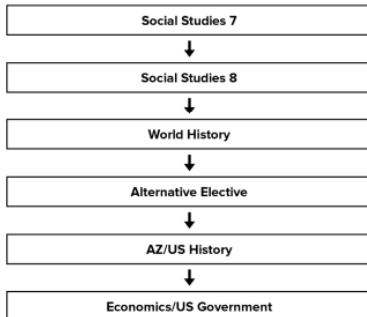 Social Studies 7
Social Studies 8
World History
Alternative Elective
AZ/US History
Economics/US Government